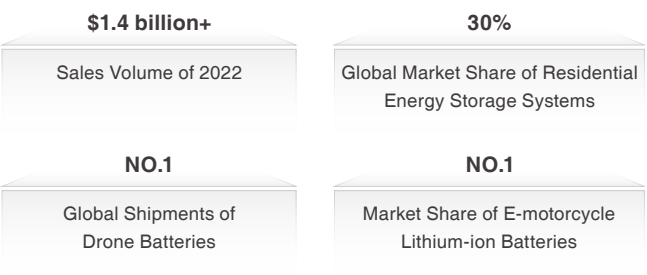 $1.4 billion+
Sales Volume of 2022
30%
Global Market Share of Residential
Energy Storage Systems
NO.1
Global Shipments of
Drone Batteries
NO.1
Market Share of E-motorcycle
Lithium-ion Batteries